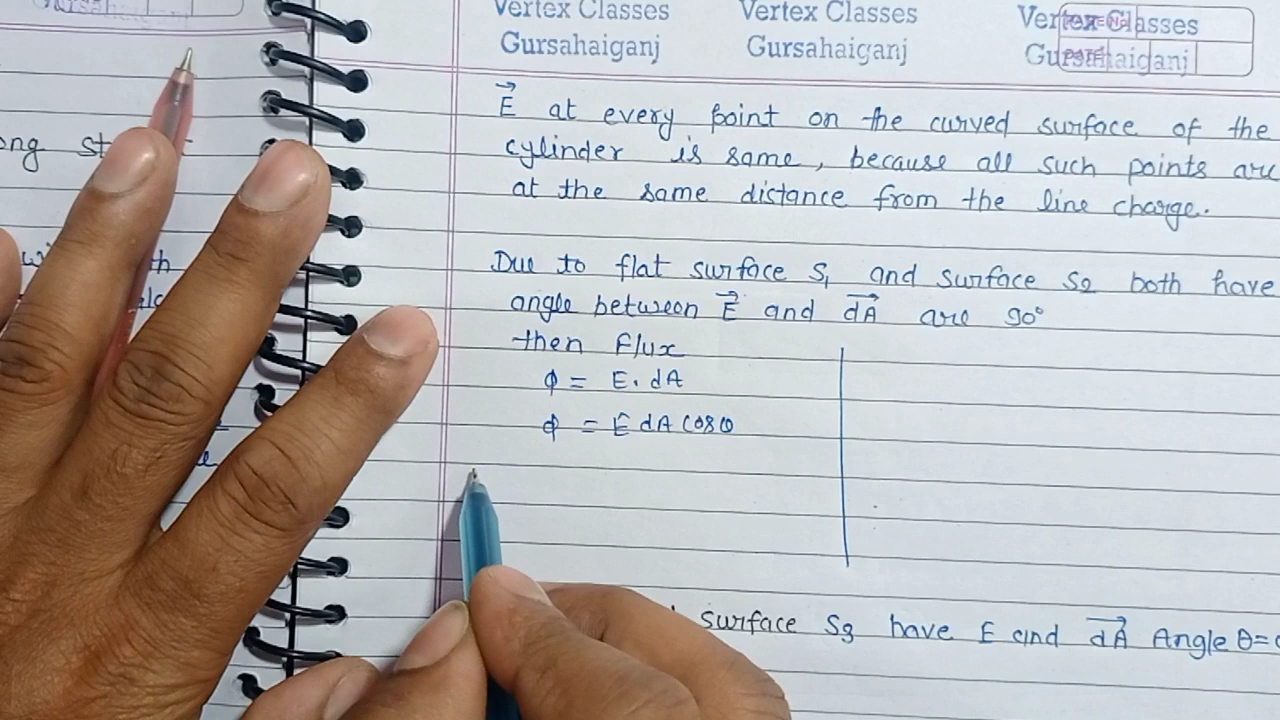 Vertex Classes Vertex Classes Vertex Classes
Gursahaiganj Gursahaiganj Gursahaiganj
E⃗ at every point on the curved surface of the
cylinder is same, because all such points are
at the same distance from the line charge.
Due to flat surface S₁ and surface S₂ both have
angle between E⃗ and dA⃗ are 90°
then Flux
ϕ = E. dA
ϕ = E dA cosθ
surface S₃ have E and dA⃗ Angle θ=